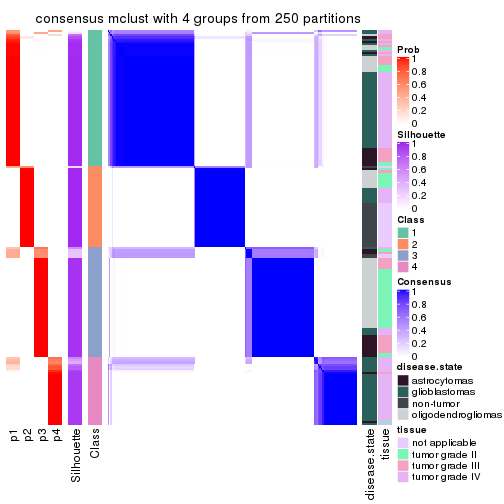 consensus mclust with 4 groups from 250 partitions
p1
p2
p3
p4
Silhouette
Class
disease.state
tissue
Prob
1
0.8
0.6
0.4
0.2
0
Silhouette
1
0.8
0.6
0.4
0.2
0
Class
1
2
3
4
Consensus
1
0.8
0.6
0.4
0.2
0
disease.state
astrocytomas
glioblastomas
non-tumor
oligodendrogliomas
tissue
not applicable
tumor grade II
tumor grade III
tumor grade IV